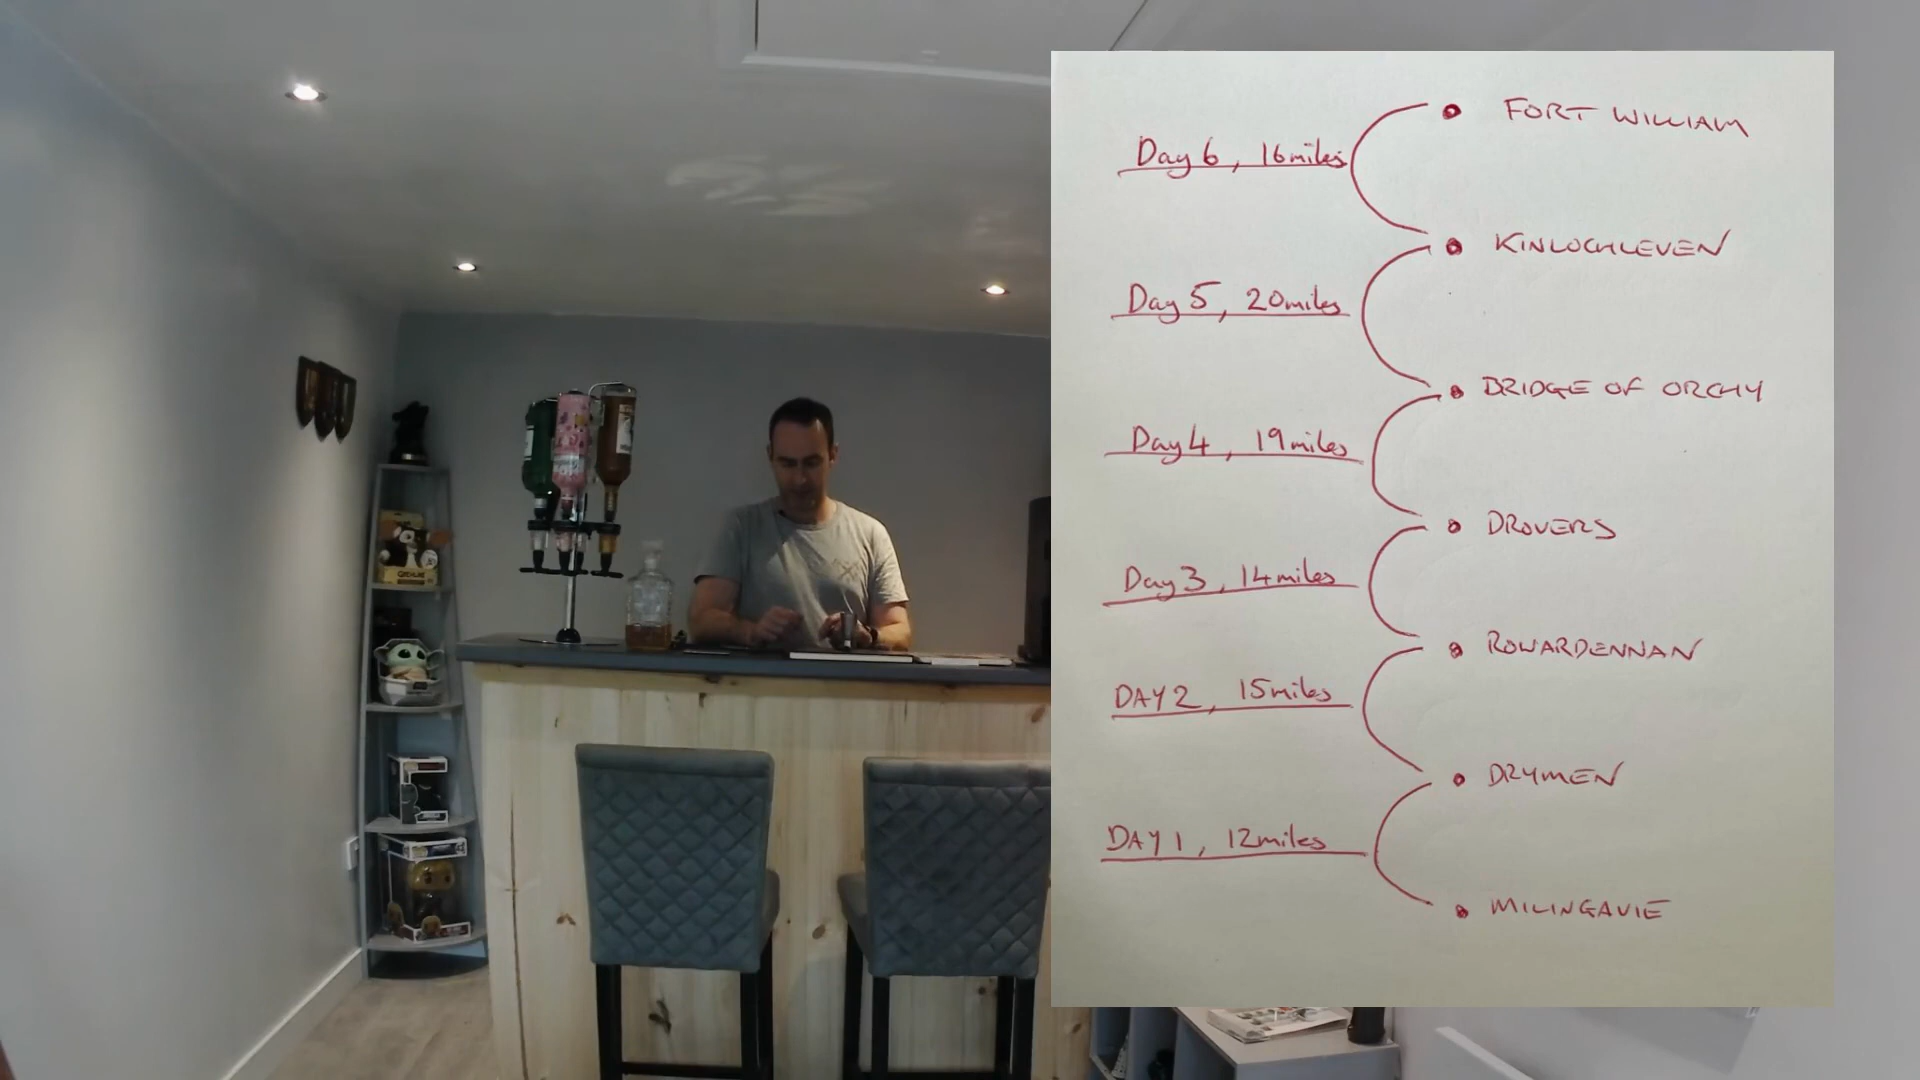 FORT WILLIAM
Day 6, 16miles
KINLOCHLEVEN
Day 5, 20miles
BRIDGE OF ORCHY
Day 4, 19miles
DROVERS
Day 3, 14miles
ROWARDENNAN
DAY 2, 15miles
DRYMEN
DAY 1, 12miles
MILINGAVIE